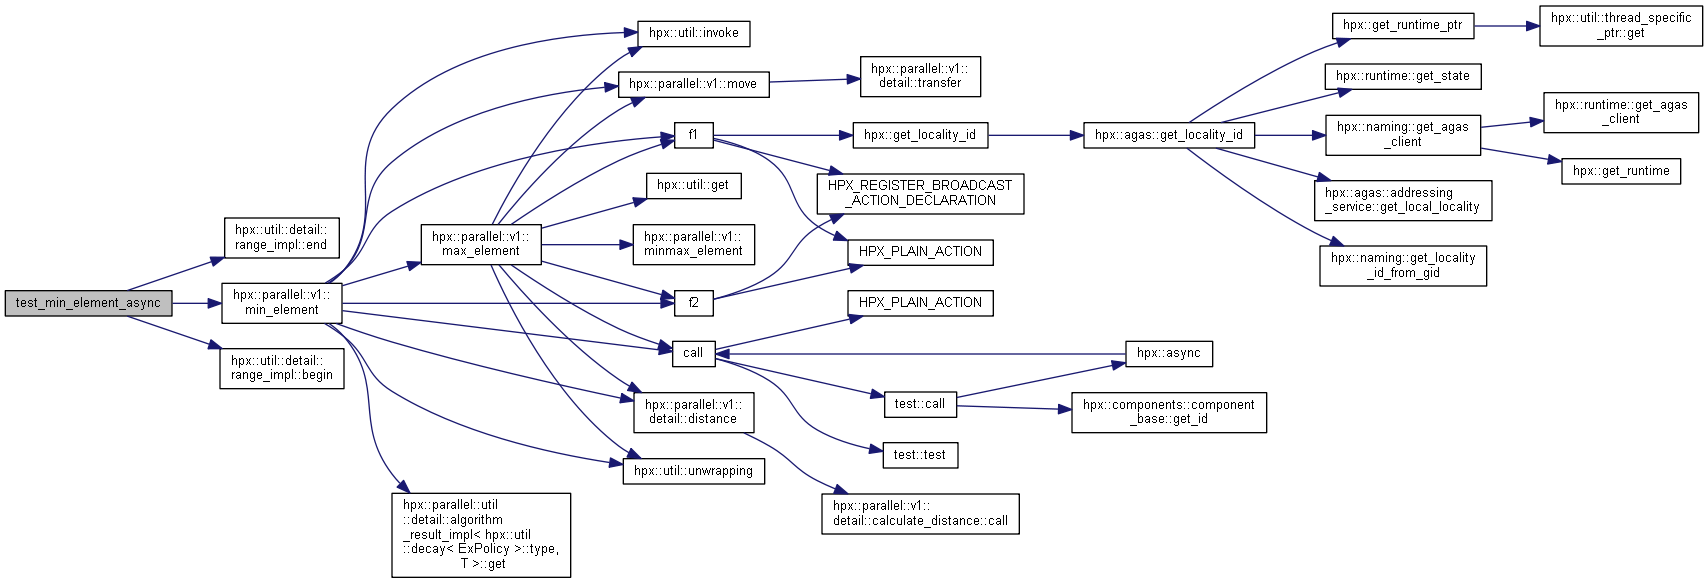 test_min_element_async
hpx::util::detail::
range_impl::end
hpx::parallel::v1::
min_element
hpx::util::detail::
range_impl::begin
hpx::parallel::util
::detail::algorithm
_result_impl< hpx::util
::decay< ExPolicy >::type,
T >::get
hpx::parallel::v1::
max_element
hpx::util::invoke
hpx::parallel::v1::move
f1
hpx::util::get
hpx::parallel::v1::
minmax_element
f2
call
hpx::parallel::v1::
detail::distance
hpx::util::unwrapping
hpx::parallel::v1::
detail::transfer
hpx::get_locality_id
HPX_REGISTER_BROADCAST
_ACTION_DECLARATION
HPX_PLAIN_ACTION
HPX_PLAIN_ACTION
test::call
test::test
hpx::parallel::v1::
detail::calculate_distance::call
hpx::agas::get_locality_id
hpx::async
hpx::components::component
_base::get_id
hpx::get_runtime_ptr
hpx::runtime::get_state
hpx::naming::get_agas
_client
hpx::agas::addressing
_service::get_local_locality
hpx::naming::get_locality
_id_from_gid
hpx::util::thread_specific
_ptr::get
hpx::runtime::get_agas
_client
hpx::get_runtime